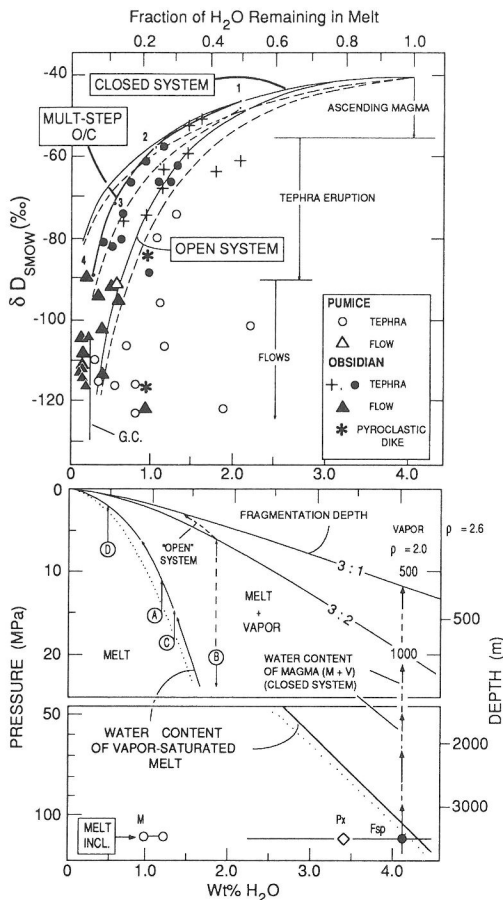 Fraction of H2O Remaining in Melt
0 0.2 0.4 0.6 0.8 1.0
-40
-60
-80
-100
-120
δ DSMOW(‰)
CLOSED SYSTEM
MULT-STEP
O/C
1
2
3
4
ASCENDING MAGMA
TEPHRA ERUPTION
OPEN SYSTEM
FLOWS
G.C.
PUMICE
TEPHRA
FLOW
OBSIDIAN
TEPHRA
FLOW
PYROCLASTIC
DIKE
0 1.0 2.0 3.0 4.0
0
5
10
15
20
50
100
PRESSURE (MPa)
FRAGMENTATION DEPTH
VAPOR
ρ = 2.6
ρ = 2.0
500
3:1
3:2
"OPEN"
SYSTEM
D
A
C
B
MELT
MELT
+
VAPOR
1000
500
WATER CONTENT
OF MAGMA (M + V)
(CLOSED SYSTEM)
DEPTH (m)
WATER CONTENT
OF VAPOR-SATURATED
MELT
2000
3000
MELT
INCL.
M
Px
Fsp
0 1.0 2.0 3.0 4.0
Wt% H2O